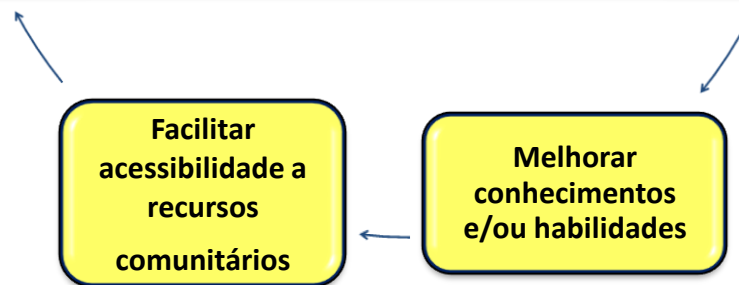 Facilitar
acessibilidade a
recursos
comunitários
Melhorar
conhecimentos
e/ou habilidades